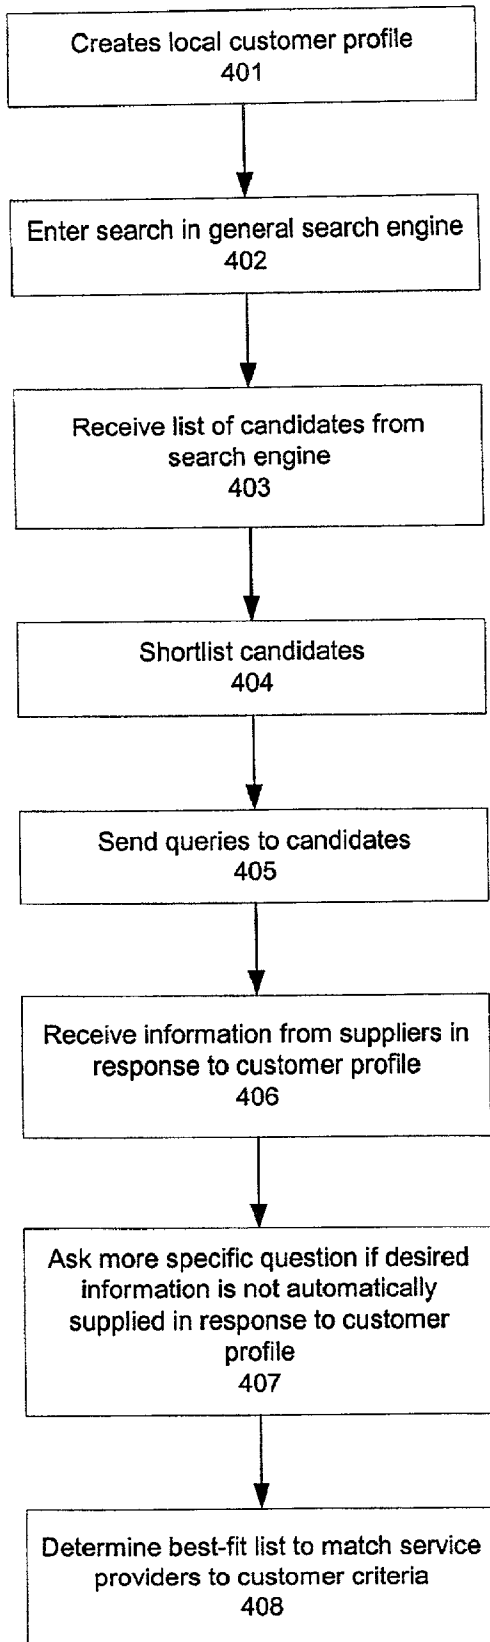 Creates local customer profile
401
Enter search in general search engine
402
Receive list of candidates from
search engine
403
Shortlist candidates
404
Send queries to candidates
405
Receive information from suppliers in
response to customer profile
406
Ask more specific question if desired
information is not automatically
supplied in response to customer
profile
407
Determine best-fit list to match service
providers to customer criteria
408